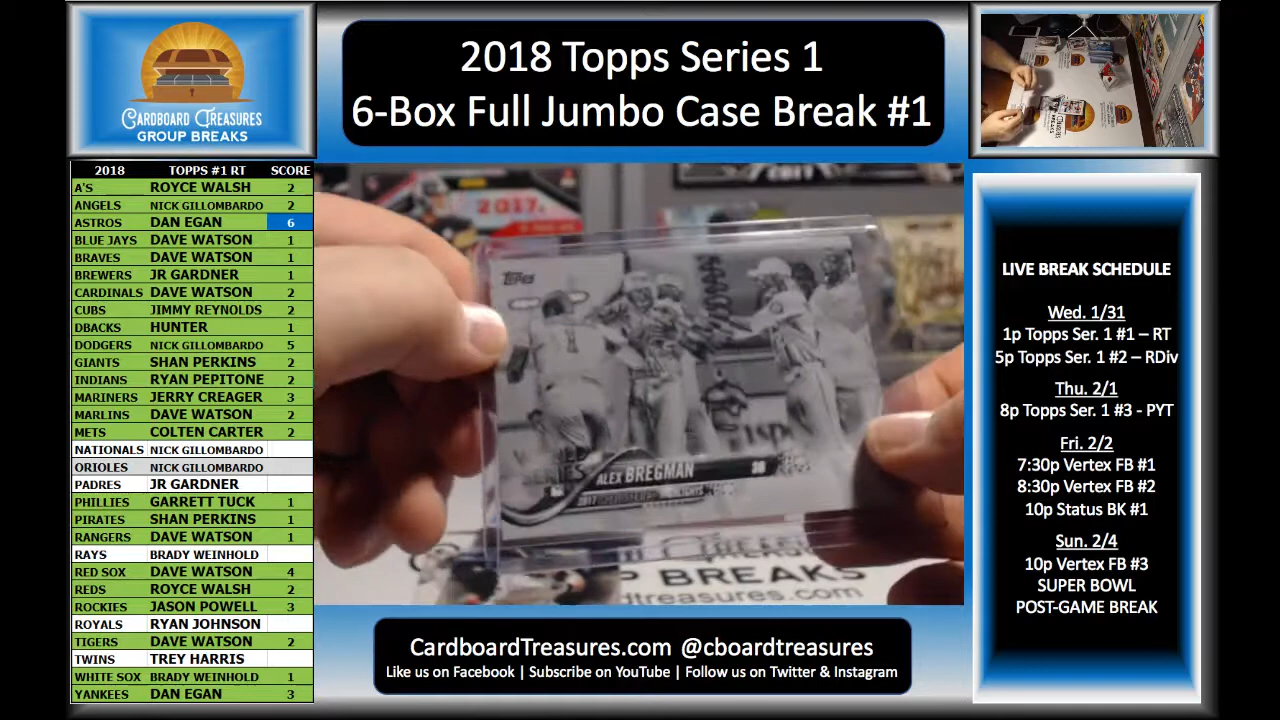 CARDBOARD TREASURES
GROUP BREAKS
2018 Topps Series 1
6-Box Full Jumbo Case Break #1
2018 TOPPS #1 RT SCORE
A'S ROYCE WALSH 2
ANGELS NICK GILLOMBARDO 2
ASTROS DAN EGAN 6
BLUE JAYS DAVE WATSON 1
BRAVES DAVE WATSON 1
BREWERS JR GARDNER 1
CARDINALS DAVE WATSON 2
CUBS JIMMY REYNOLDS 2
DBACKS HUNTER 1
DODGERS NICK GILLOMBARDO 5
GIANTS SHAN PERKINS 2
INDIANS RYAN PEPITONE 2
MARINERS JERRY CREAGER 3
MARLINS DAVE WATSON 2
METS COLTEN CARTER 2
NATIONALS NICK GILLOMBARDO
ORIOLES NICK GILLOMBARDO
PADRES JR GARDNER
PHILLIES GARRETT TUCK 1
PIRATES SHAN PERKINS 1
RANGERS DAVE WATSON 1
RAYS BRADY WEINHOLD
RED SOX DAVE WATSON 4
REDS ROYCE WALSH 2
ROCKIES JASON POWELL 3
ROYALS RYAN JOHNSON
TIGERS DAVE WATSON 2
TWINS TREY HARRIS
WHITE SOX BRADY WEINHOLD 1
YANKEES DAN EGAN 3
2017
TOPPS
1
ALEX BREGMAN
2017
BREAKS
dtreasures.com
CardboardTreasures.com @cboardtreasures
Like us on Facebook | Subscribe on YouTube | Follow us on Twitter & Instagram
LIVE BREAK SCHEDULE
Wed. 1/31
1p Topps Ser. 1 #1 – RT
5p Topps Ser. 1 #2 – RDiv
Thu. 2/1
8p Topps Ser. 1 #3 - PYT
Fri. 2/2
7:30p Vertex FB #1
8:30p Vertex FB #2
10p Status BK #1
Sun. 2/4
10p Vertex FB #3
SUPER BOWL
POST-GAME BREAK